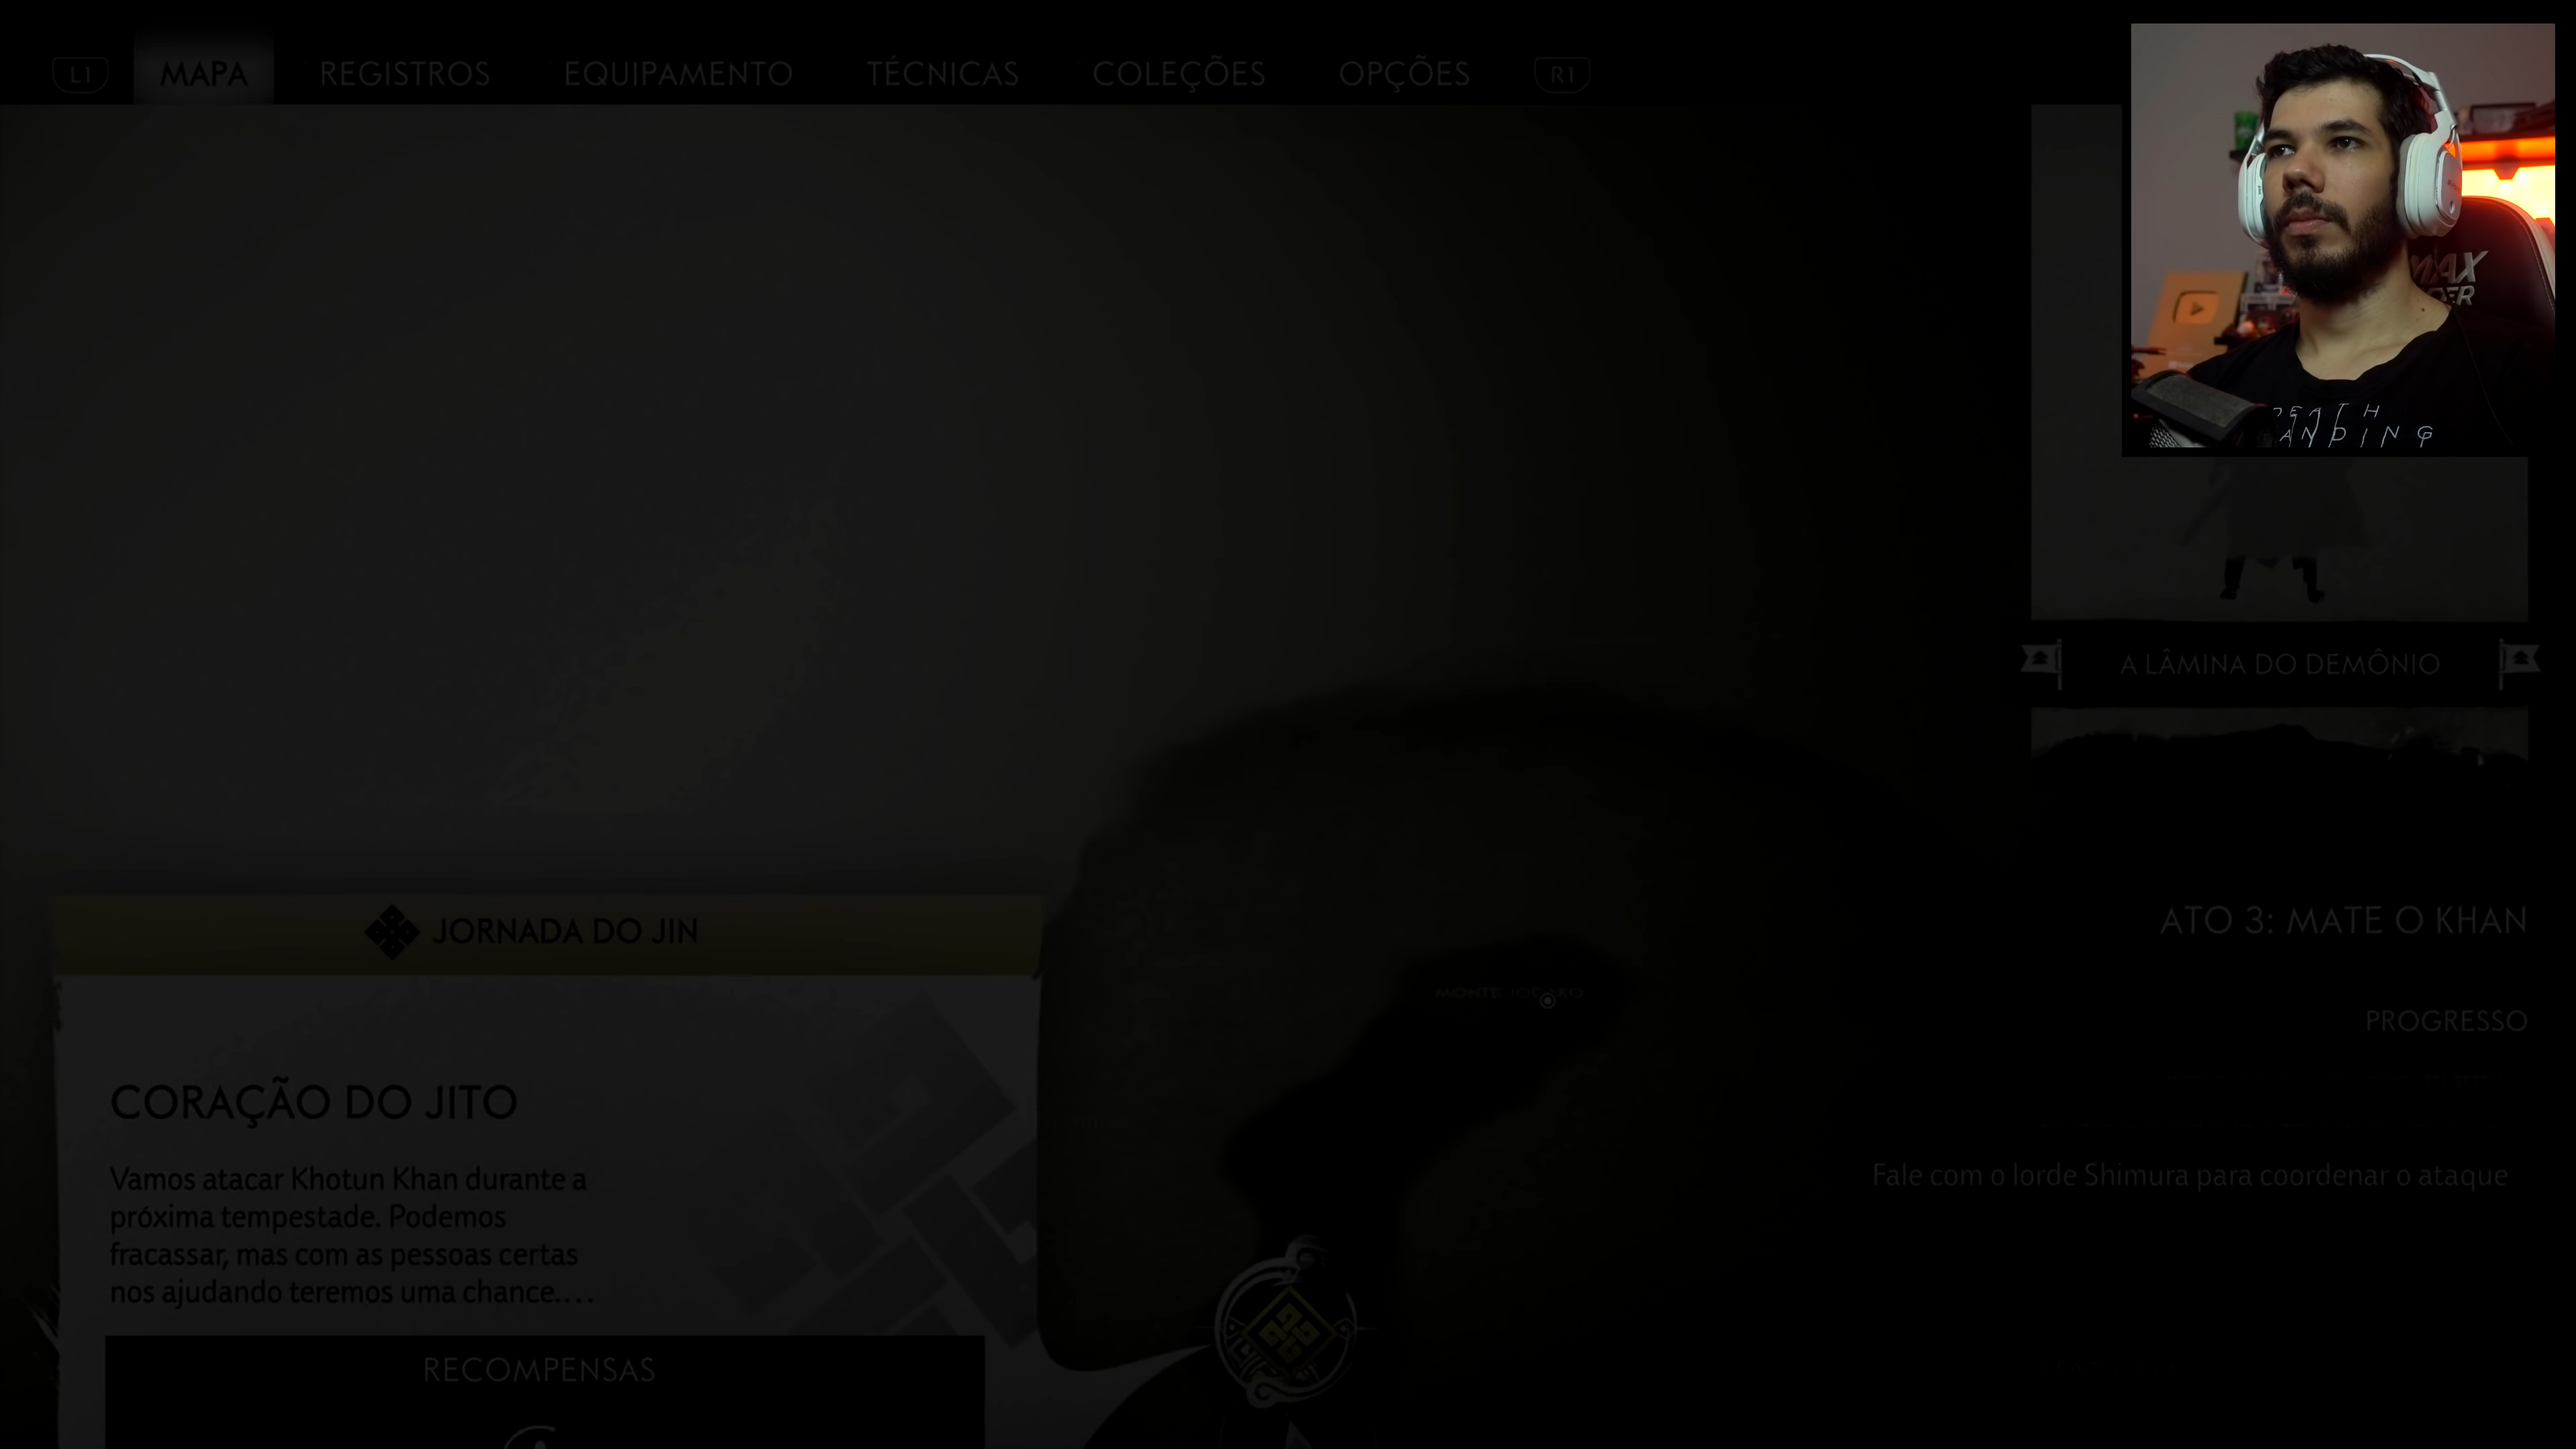 L1 MAPA REGISTROS EQUIPAMENTO TÉCNICAS COLEÇÕES OPÇÕES R1
DEATH
ANDING
A LÂMINA DO DEMÔNIO
JORNADA DO JIN
ATO 3: MATE O KHAN
PROGRESSO
CORAÇÃO DO JITO
Vamos atacar Khotun Khan durante a
próxima tempestade. Podemos
fracassar, mas com as pessoas certas
nos ajudando teremos uma chance....
Fale com o lorde Shimura para coordenar o ataque
RECOMPENSAS